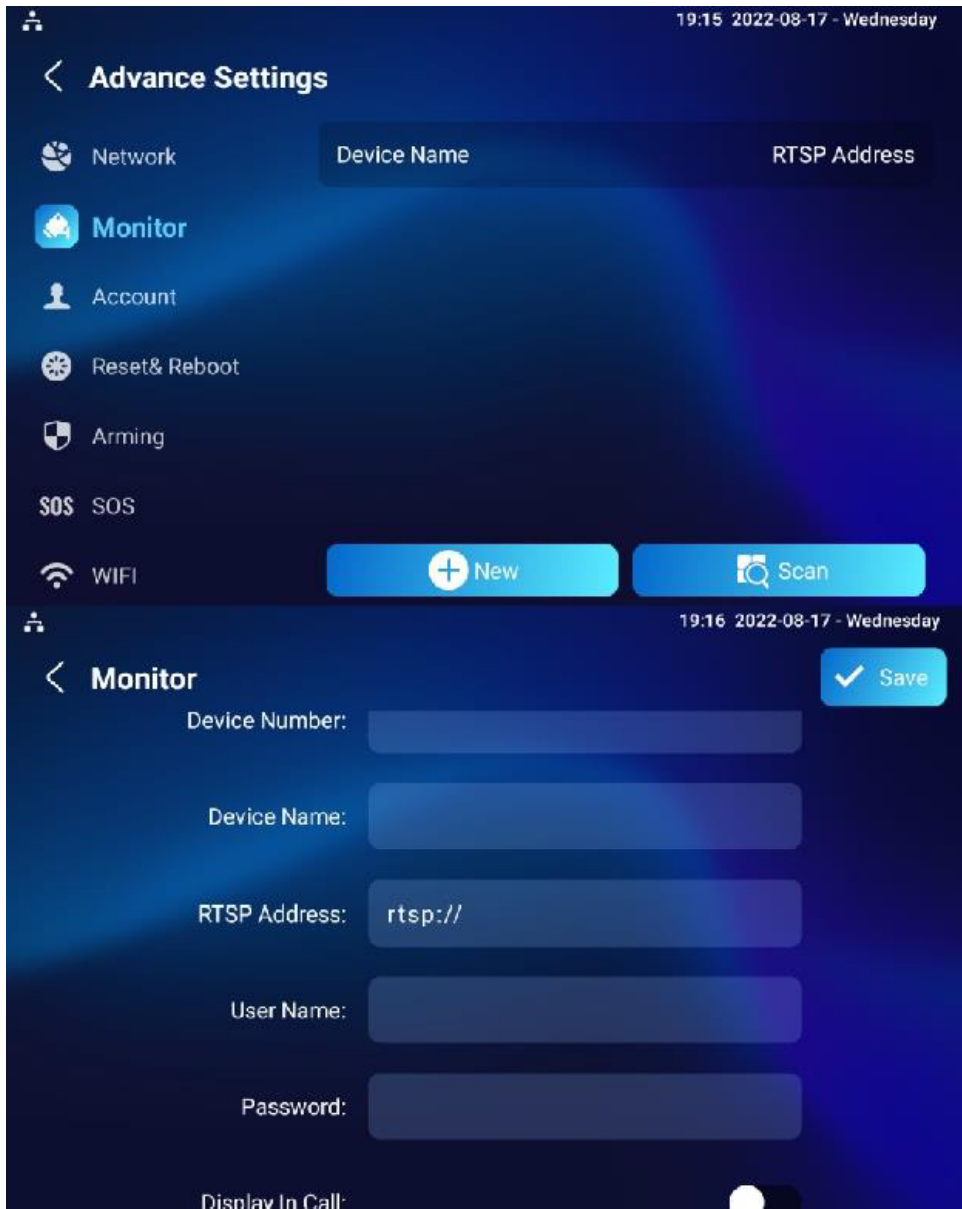 19:15 2022-08-17 - Wednesday
Advance Settings
Network
Device Name RTSP Address
Monitor
Account
Reset& Reboot
Arming
SOS SOS
WIFI
New Scan
19:16 2022-08-17 - Wednesday
Monitor
Save
Device Number:
Device Name:
RTSP Address: rtsp://
User Name:
Password:
Display In Call: